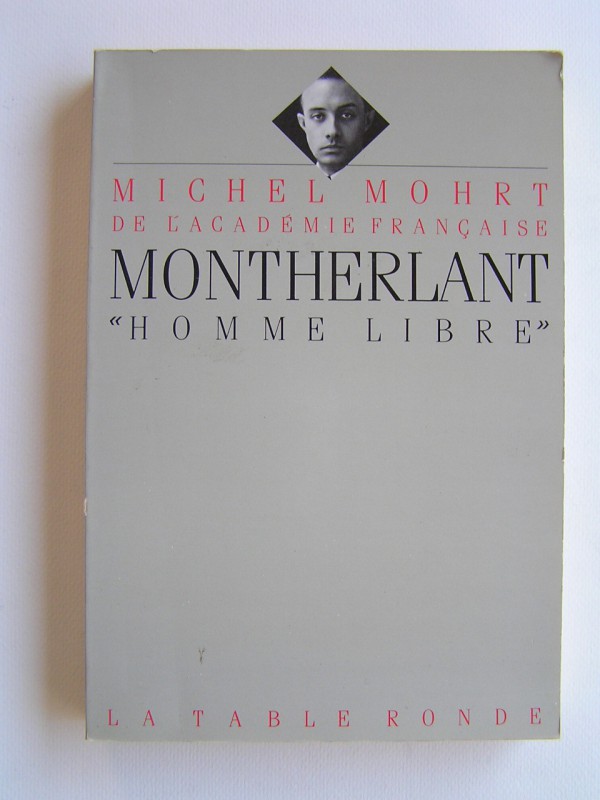 MICHEL MOHRT
DE L'ACADÉMIE FRANÇAISE
MONTHERLANT
“HOMME LIBRE”
LA TABLE RONDE